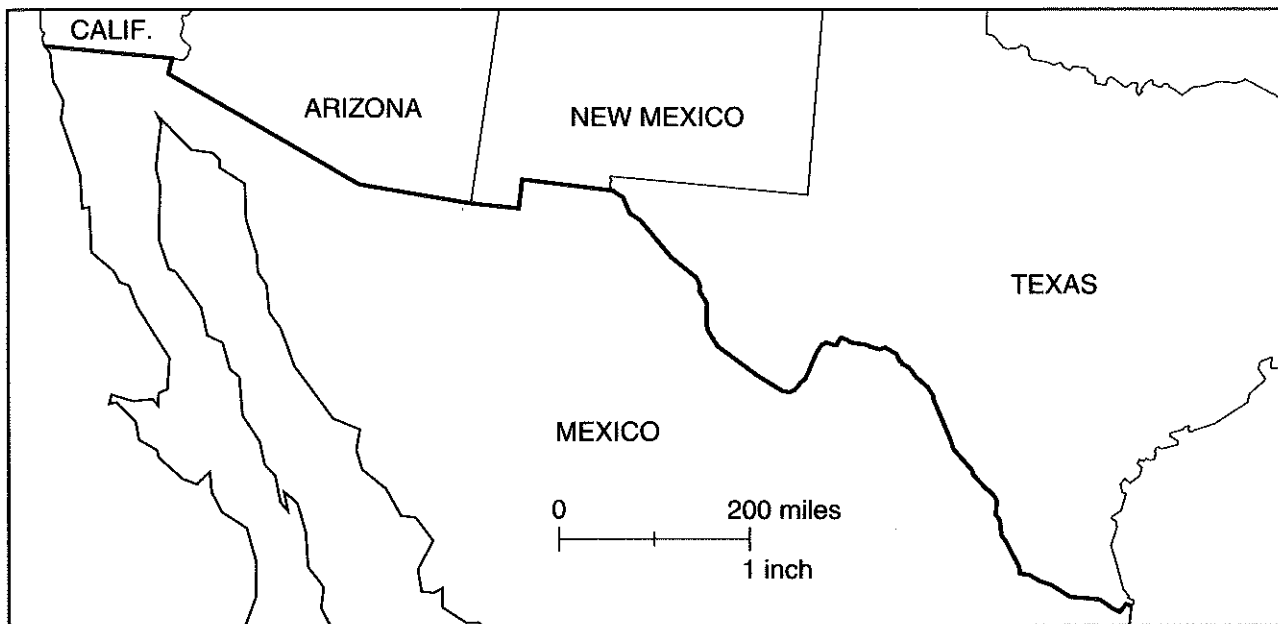 CALIF.
ARIZONA
NEW MEXICO
TEXAS
MEXICO
0 200 miles
1 inch